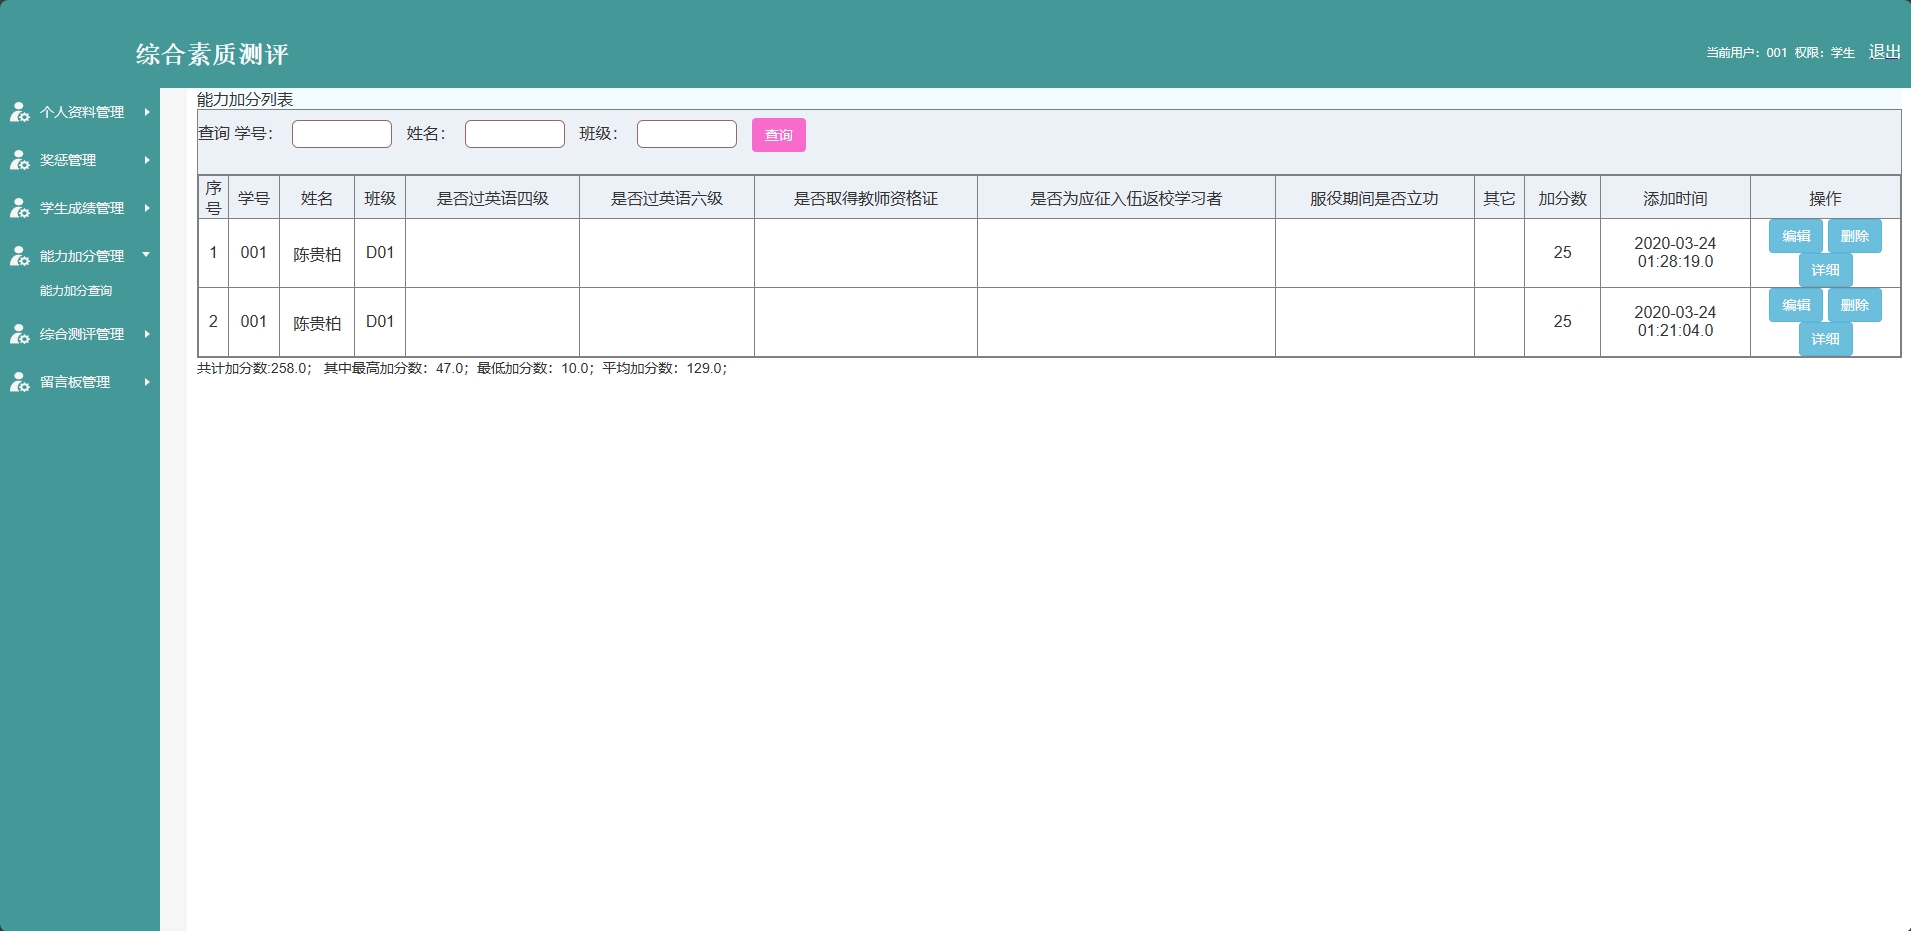 综合素质测评
当前用户：001 权限：学生 退出
个人资料管理
奖惩管理
学生成绩管理
能力加分管理
能力加分查询
综合测评管理
留言板管理
能力加分列表
查询 学号： 姓名： 班级： 查询
序号 学号 姓名 班级 是否过英语四级 是否过英语六级 是否取得教师资格证 是否为应征入伍返校学习者 服役期间是否立功 其它 加分数 添加时间 操作
1 001 陈贵柏 D01 25 2020-03-24 01:28:19.0 编辑 删除 详细
2 001 陈贵柏 D01 25 2020-03-24 01:21:04.0 编辑 删除 详细
共计加分数:258.0； 其中最高加分数：47.0；最低加分数：10.0；平均加分数：129.0；